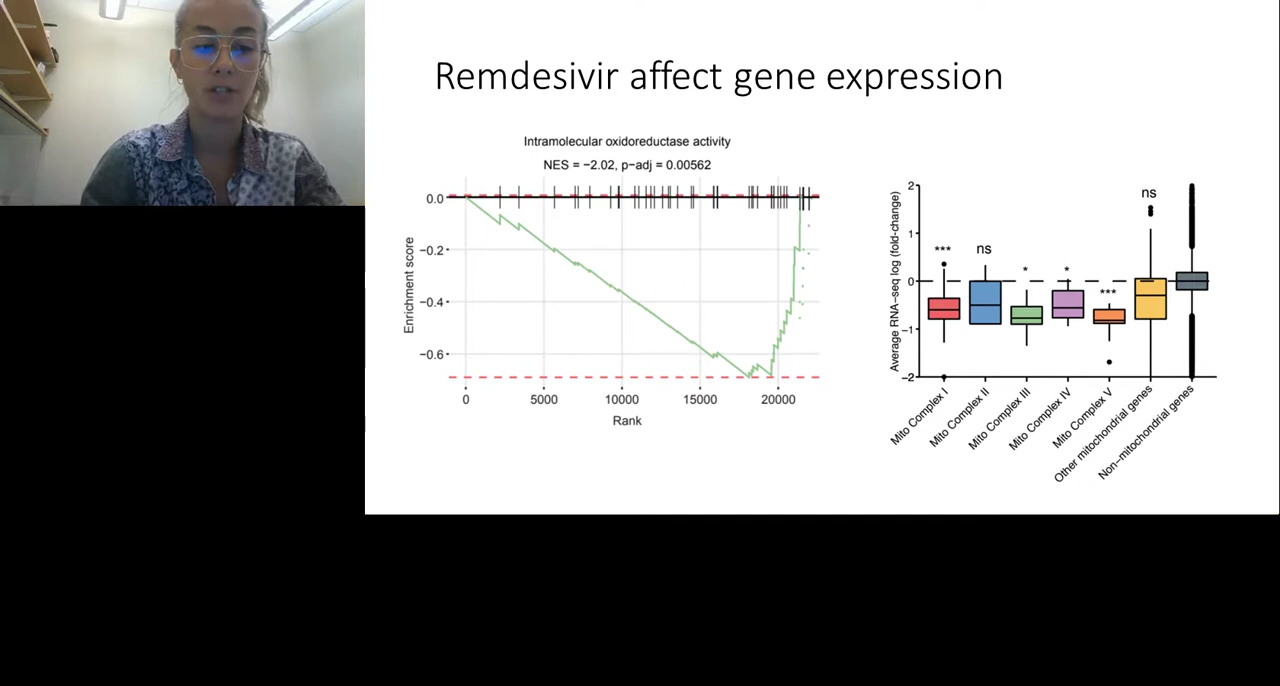 Remdesivir affect gene expression
Intramolecular oxidoreductase activity
NES = −2.02, p−adj = 0.00562
Enrichment score
0.0
−0.2
−0.4
−0.6
0
5000
10000
15000
20000
Rank
Average RNA−seq log (fold−change)
2
1
0
−1
−2
***
ns
*
*
***
ns
Mito Complex I
Mito Complex II
Mito Complex III
Mito Complex IV
Mito Complex V
Other mitochondrial genes
Non−mitochondrial genes